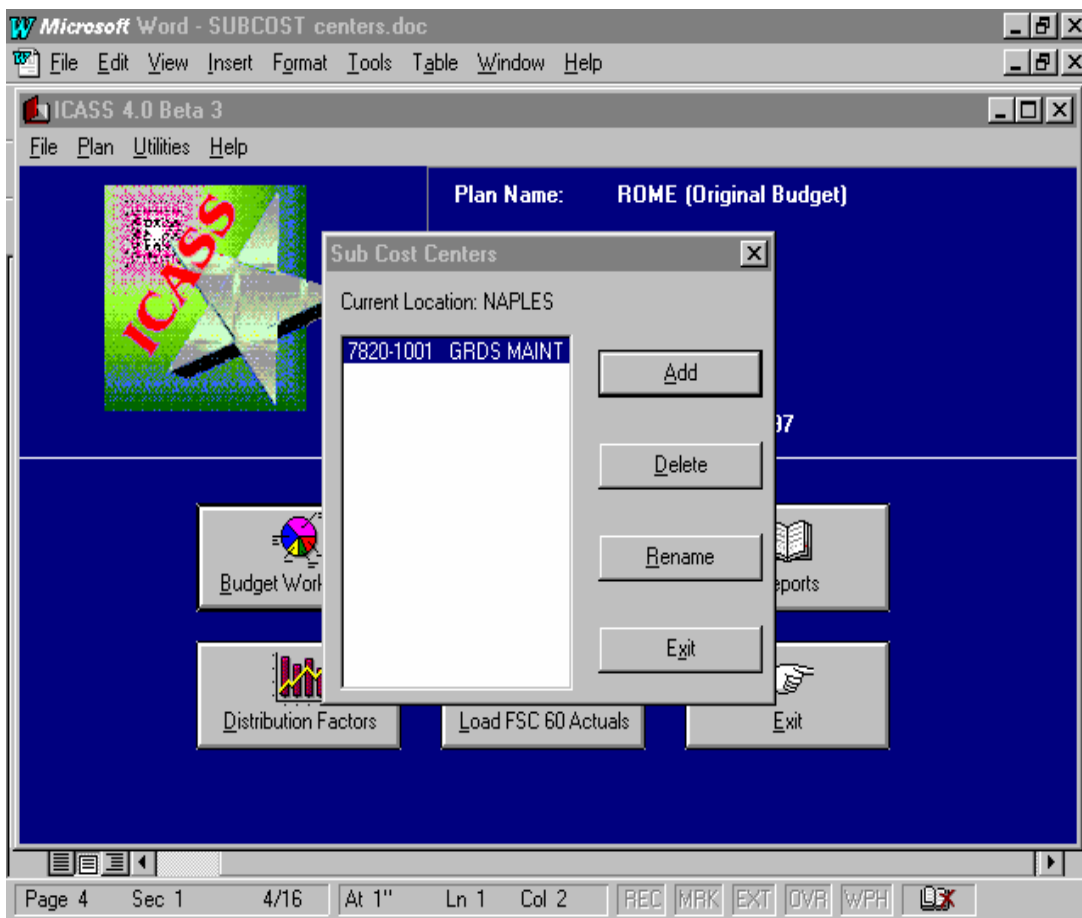 Microsoft Word - SUBCOST centers.doc
File Edit View Insert Format Tools Table Window Help
ICASS 4.0 Beta 3
File Plan Utilities Help
ICASS
Plan Name: ROME (Original Budget)
Sub Cost Centers
Current Location: NAPLES
7820-1001 GRDS MAINT
Add
97
Delete
Rename
Exit
Budget Work
eports
Distribution Factors
Load FSC 60 Actuals
Exit
Page 4 Sec 1 4/16 At 1" Ln 1 Col 2 REC MRK EXT OVR WPH